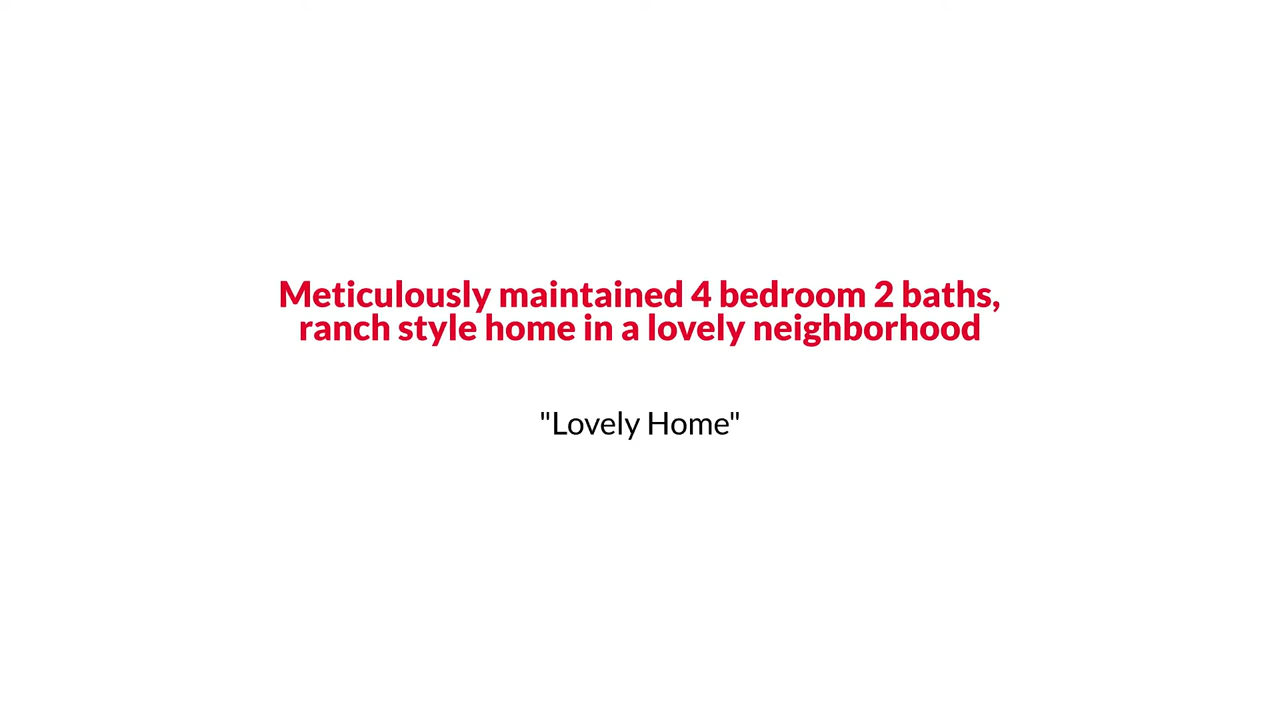 Meticulously maintained 4 bedroom 2 baths,
ranch style home in a lovely neighborhood
"Lovely Home"